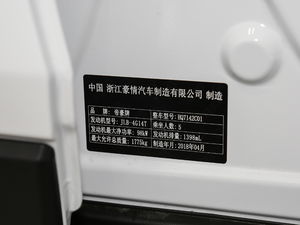 中国 浙江豪情汽车制造有限公司 制造
品牌：帝豪牌 整车型号：HQ7142C01
发动机型号：JLB-4G14T 乘坐人数：5
发动机最大净功率：98kW 发动机排量：1398mL
最大允许总质量：1775kg 制造年月：2018年04月